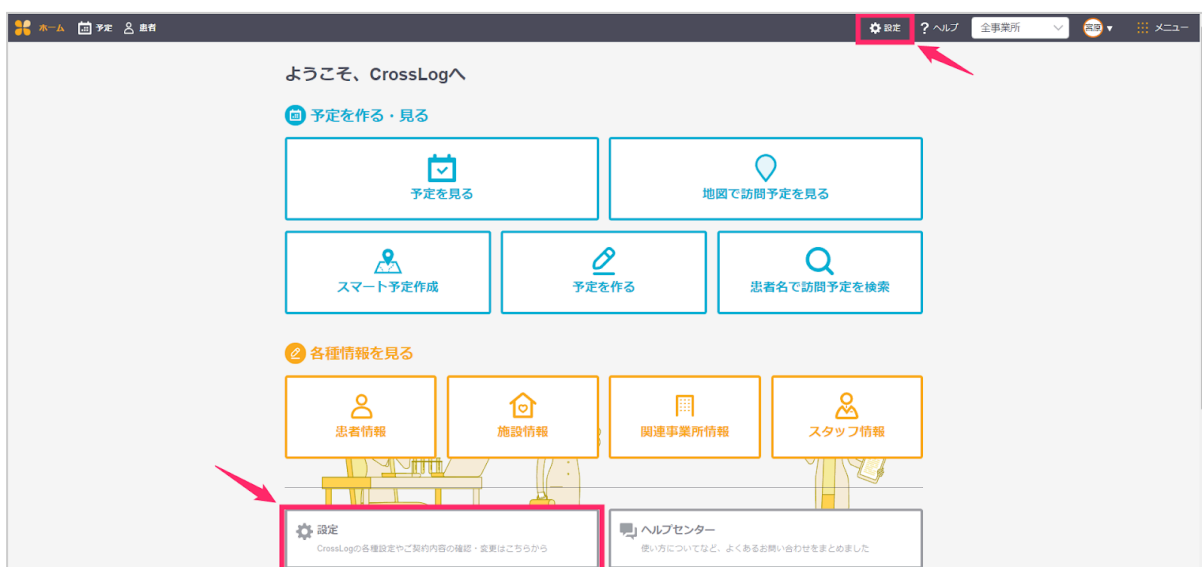 ホーム 予定 患者 設定 ? ヘルプ 全事業所 宮原 メニュー
ようこそ、CrossLogへ
予定を作る・見る
予定を見る 地図で訪問予定を見る
スマート予定作成 予定を作る 患者名で訪問予定を検索
各種情報を見る
患者情報 施設情報 関連事業所情報 スタッフ情報
設定 ヘルプセンター
CrossLogの各種設定やご契約内容の確認・変更はこちらから 使い方についてなど、よくあるお問い合わせをまとめました